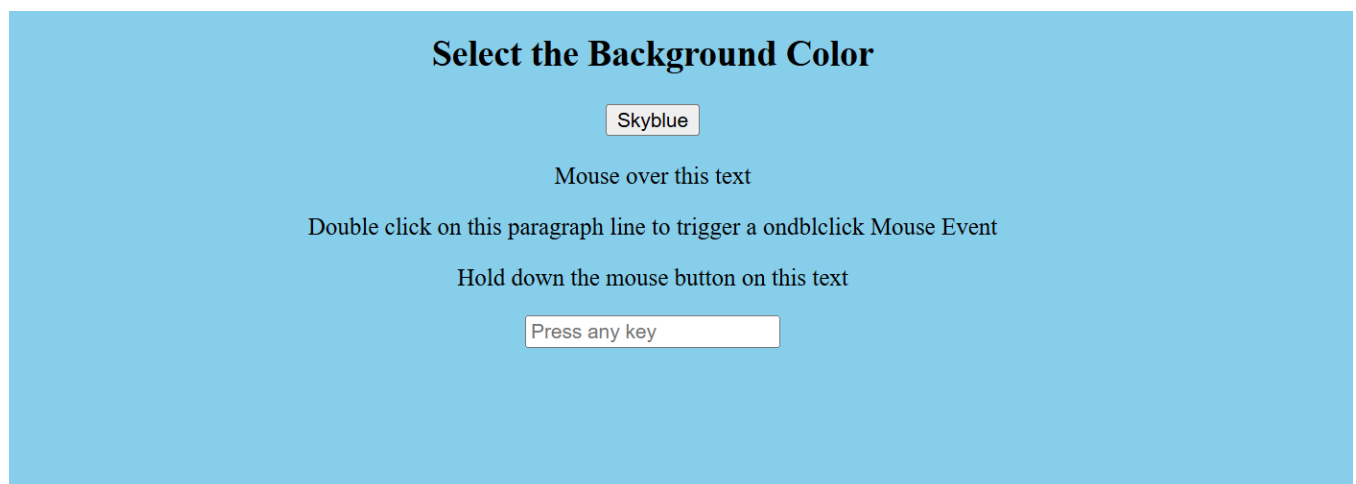 Select the Background Color
Skyblue
Mouse over this text
Double click on this paragraph line to trigger a ondblclick Mouse Event
Hold down the mouse button on this text
Press any key